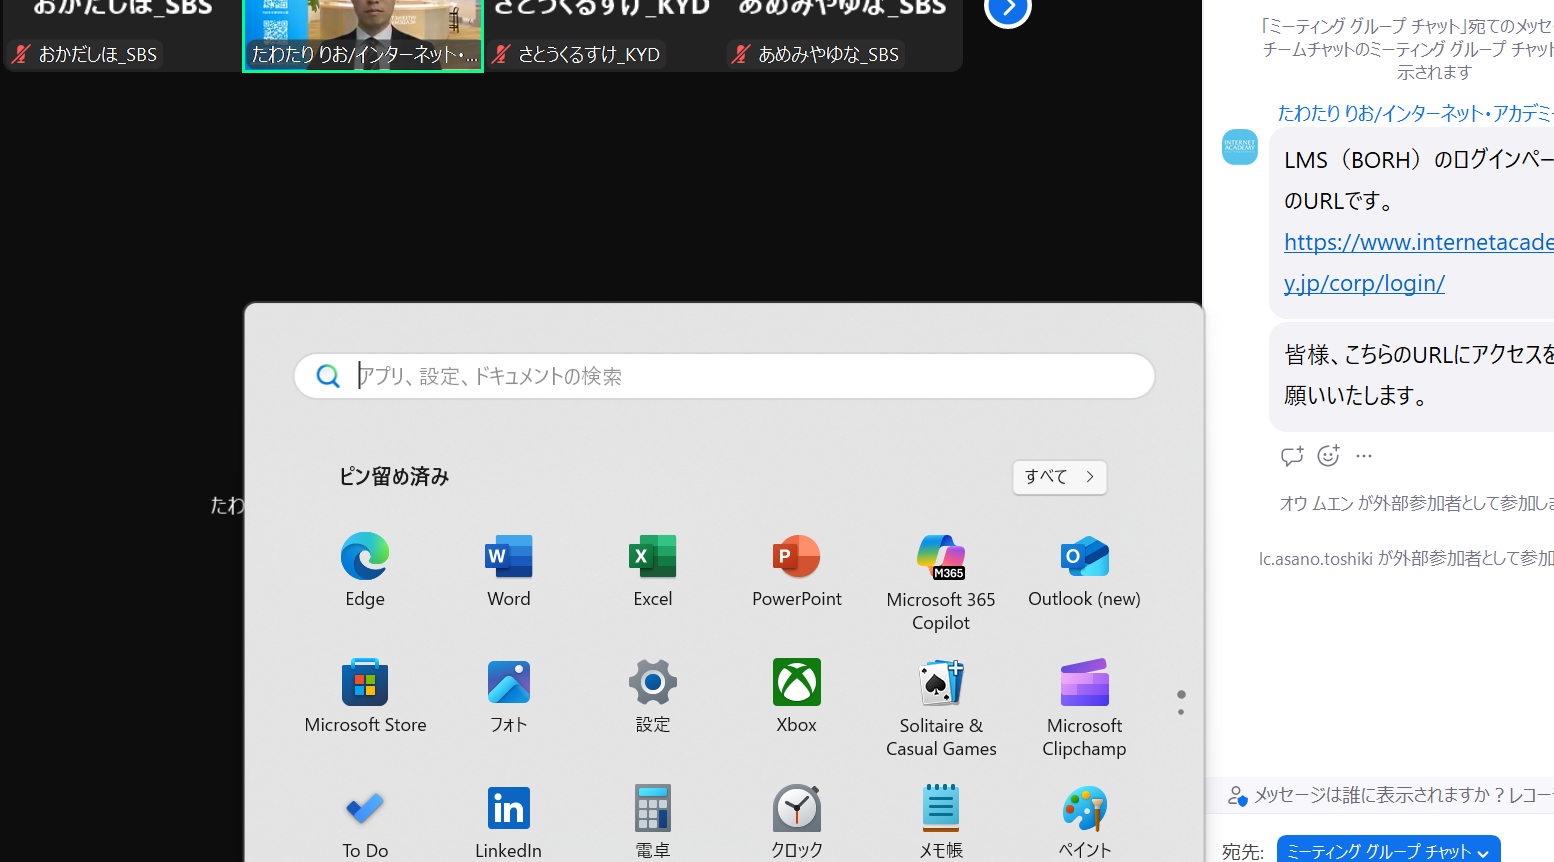 おかだしほ_SBS
さとうくるすけ_KYD
あめみやゆな_SBS
おかだしほ_SBS
たわたり りお/インターネット・...
さとうくるすけ_KYD
あめみやゆな_SBS
「ミーティング グループ チャット」宛てのメッセ
チームチャットのミーティング グループ チャット
示されます
たわたり りお/インターネット・アカデミー
INTERNET
ACADEMY
LMS（BORH）のログインペー
のURLです。
https://www.internetacade
y.jp/corp/login/
皆様、こちらのURLにアクセスを
願いいたします。
オウ ムエン が外部参加者として参加しま
lc.asano.toshiki が外部参加者として参加
たわ
アプリ、設定、ドキュメントの検索
ピン留め済み
すべて
Edge
Word
Excel
PowerPoint
M365
Microsoft 365
Copilot
Outlook (new)
Microsoft Store
フォト
設定
Xbox
Solitaire &
Casual Games
Microsoft
Clipchamp
To Do
LinkedIn
電卓
クロック
メモ帳
ペイント
メッセージは誰に表示されますか？レコー
宛先:
ミーティング グループ チャット